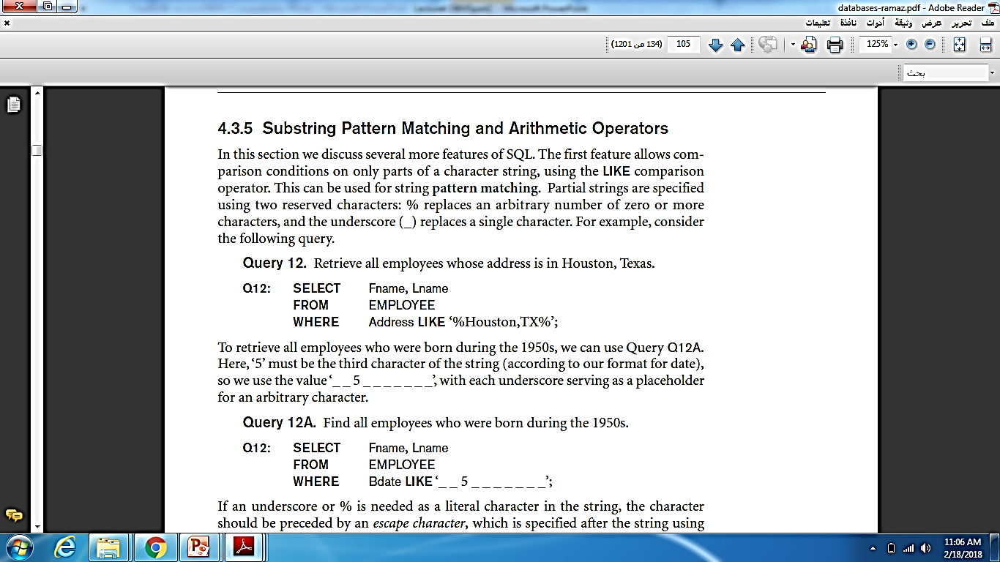 databases-ramaz.pdf - Adobe Reader
ملف تحرير عرض وثيقة أدوات نافذة تعليمات
(134 من 1201) 105 125%
بحث
4.3.5 Substring Pattern Matching and Arithmetic Operators
In this section we discuss several more features of SQL. The first feature allows com-
parison conditions on only parts of a character string, using the LIKE comparison
operator. This can be used for string pattern matching. Partial strings are specified
using two reserved characters: % replaces an arbitrary number of zero or more
characters, and the underscore (_) replaces a single character. For example, consider
the following query.
Query 12. Retrieve all employees whose address is in Houston, Texas.
Q12: SELECT Fname, Lname
FROM EMPLOYEE
WHERE Address LIKE ‘%Houston,TX%’;
To retrieve all employees who were born during the 1950s, we can use Query Q12A.
Here, ‘5’ must be the third character of the string (according to our format for date),
so we use the value ‘_ _ 5 _ _ _ _ _ _ _’, with each underscore serving as a placeholder
for an arbitrary character.
Query 12A. Find all employees who were born during the 1950s.
Q12: SELECT Fname, Lname
FROM EMPLOYEE
WHERE Bdate LIKE ‘_ _ 5 _ _ _ _ _ _ _’;
If an underscore or % is needed as a literal character in the string, the character
should be preceded by an escape character, which is specified after the string using
11:06 AM
2/18/2018